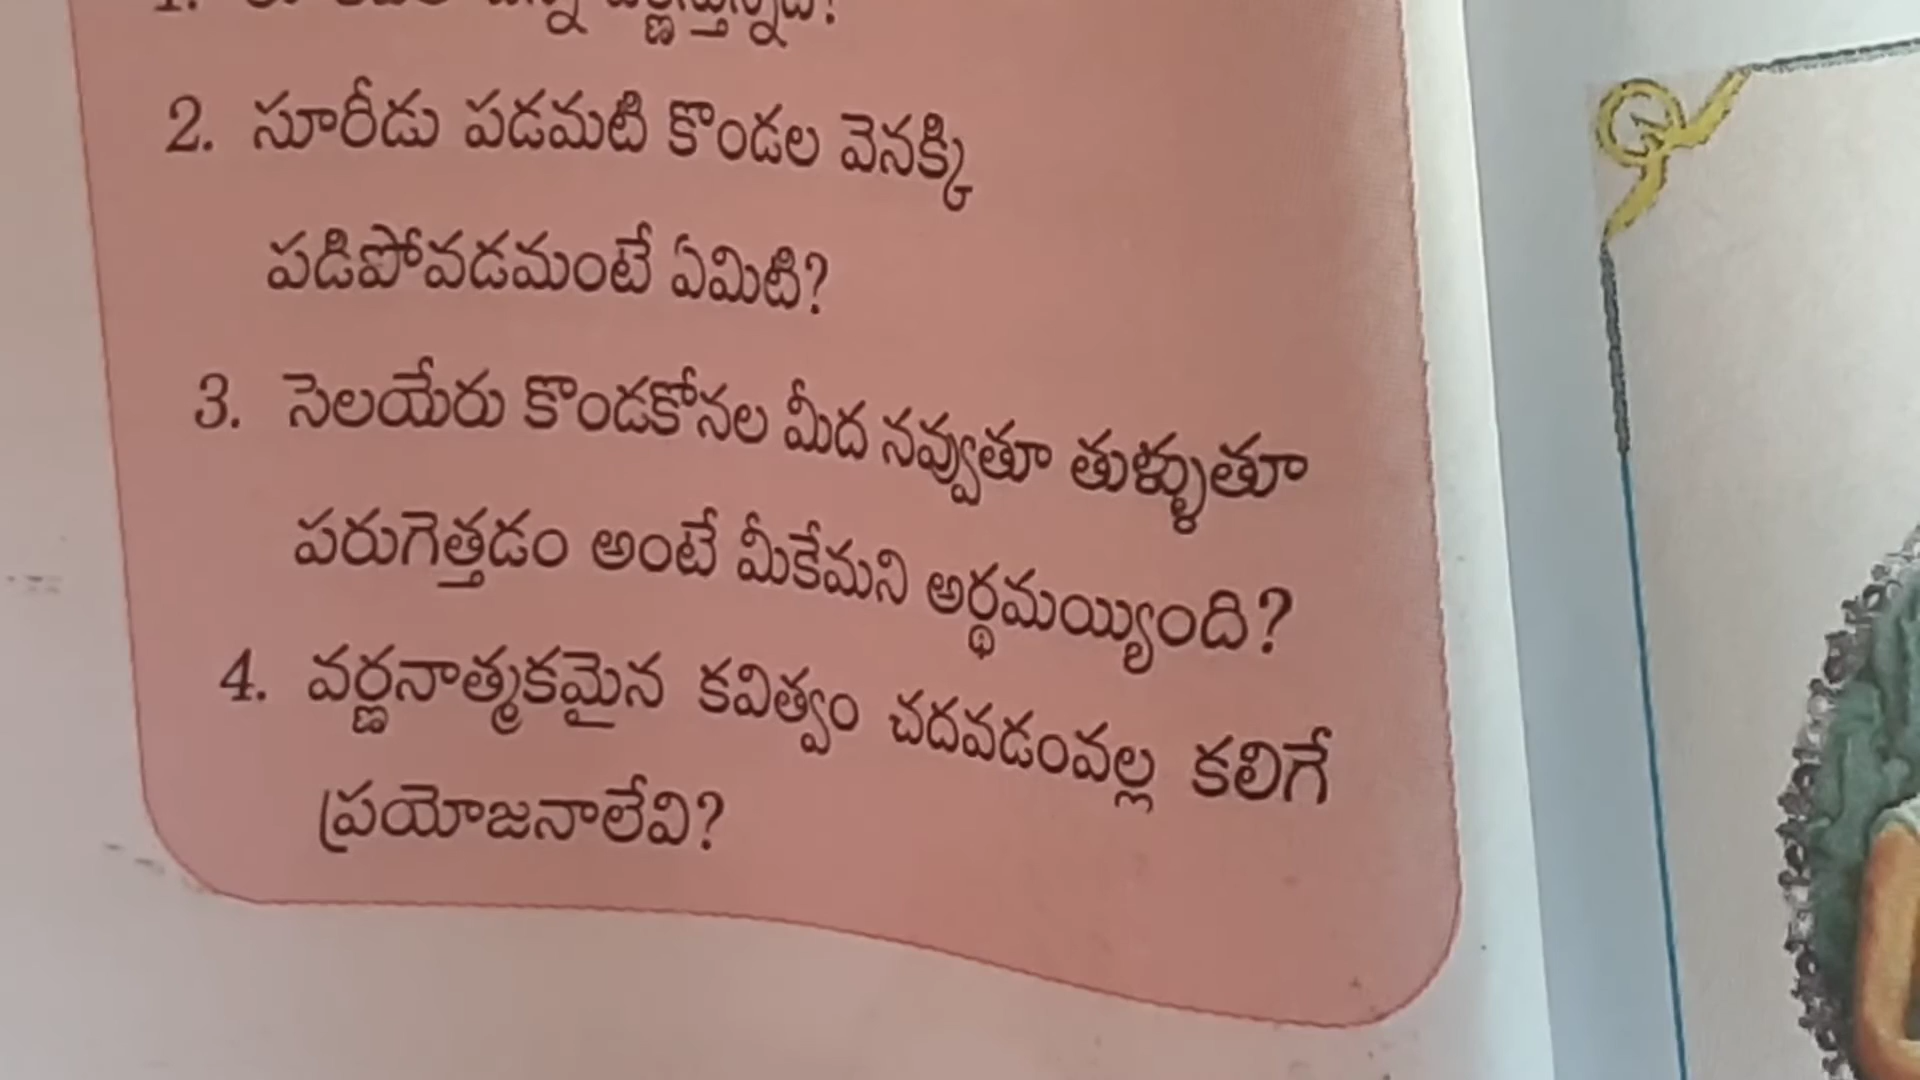 2. సూరీడు పడమటి కొండల వెనక్కి
పడిపోవడమంటే ఏమిటి?
3. సెలయేరు కొండకోనల మీద నవ్వుతూ తుళ్ళుతూ
పరుగెత్తడం అంటే మీకేమని అర్థమయ్యింది?
4. వర్ణనాత్మకమైన కవిత్వం చదవడంవల్ల కలిగే
ప్రయోజనాలేవి?